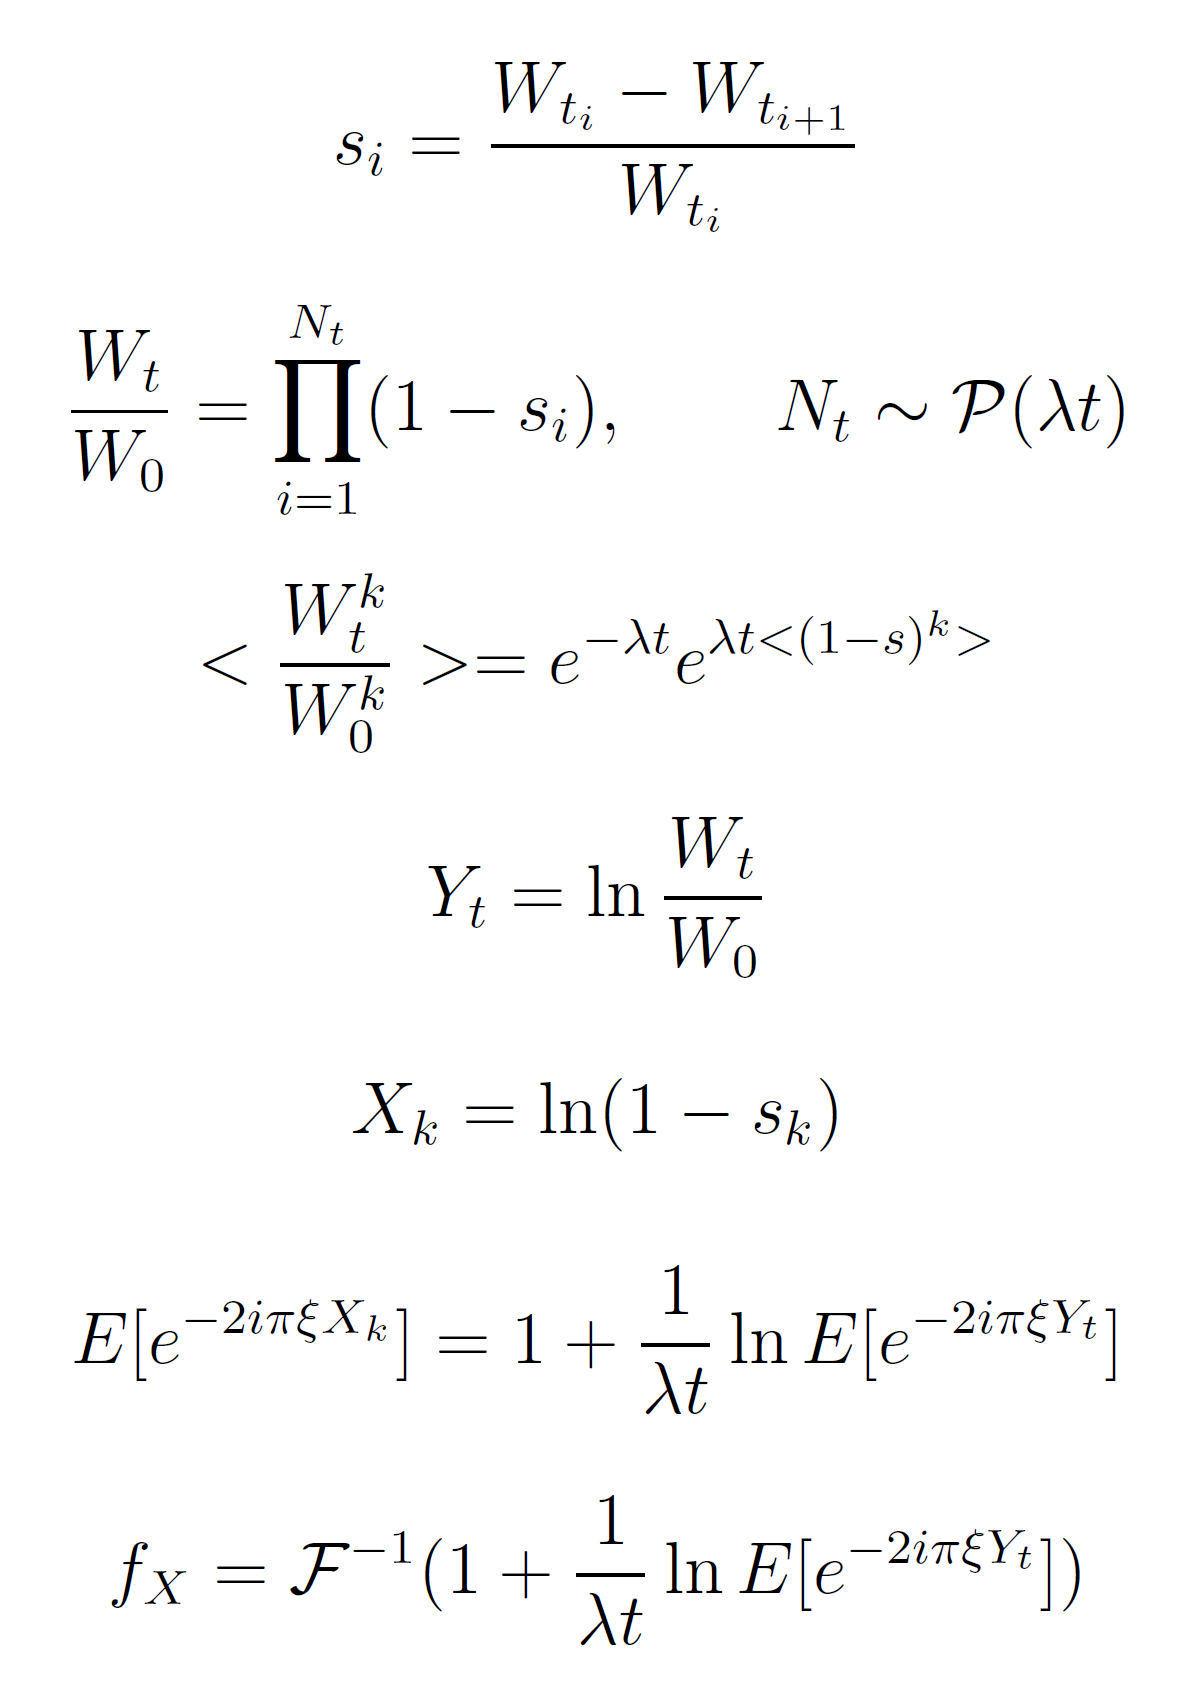 $s_i = \frac{W_{t_i} - W_{t_{i+1}}}{W_{t_i}}$
$\frac{W_t}{W_0} = \prod_{i=1}^{N_t} (1 - s_i), \qquad N_t \sim \mathcal{P}(\lambda t)$
$< \frac{W_t^k}{W_0^k} >= e^{-\lambda t} e^{\lambda t <(1-s)^k>}$
$Y_t = \ln \frac{W_t}{W_0}$
$X_k = \ln(1 - s_k)$
$E[e^{-2i\pi\xi X_k}] = 1 + \frac{1}{\lambda t} \ln E[e^{-2i\pi\xi Y_t}]$
$f_X = \mathcal{F}^{-1}(1 + \frac{1}{\lambda t} \ln E[e^{-2i\pi\xi Y_t}])$